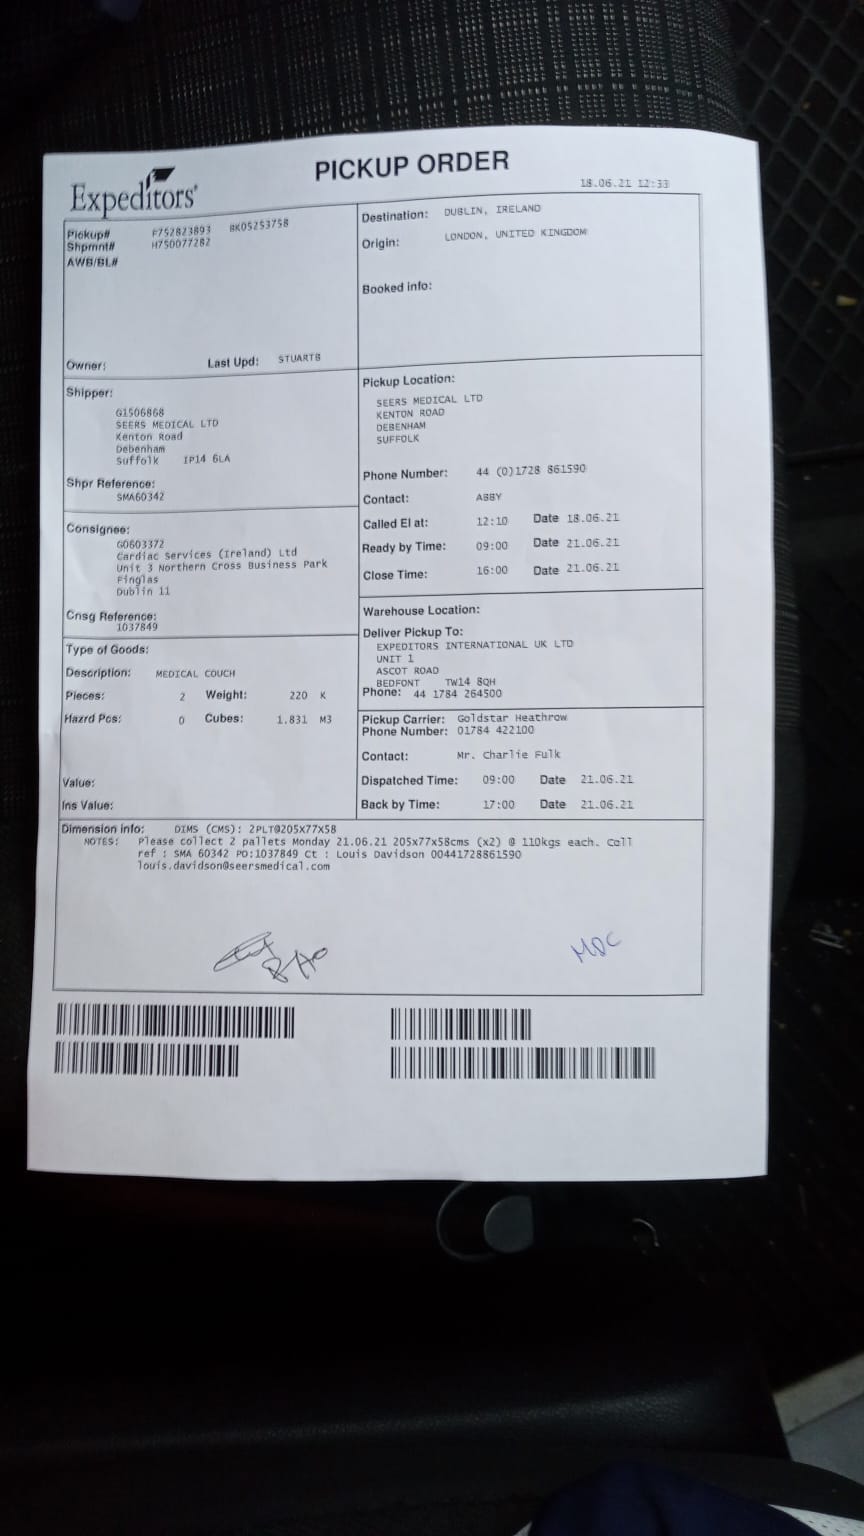 PICKUP ORDER
Expeditors
18.06.21 12:33
Pickup# F752823893 BK05253758
Shpmnt# H750077282
AWB/BL#
Owner: Last Upd: STUARTB
Destination: DUBLIN, IRELAND
Origin: LONDON, UNITED KINGDOM
Booked info:
Shipper:
G1506868
SEERS MEDICAL LTD
Kenton Road
Debenham
Suffolk IP14 6LA
Shpr Reference:
SMA60342
Pickup Location:
SEERS MEDICAL LTD
KENTON ROAD
DEBENHAM
SUFFOLK
Phone Number: 44 (0)1728 861590
Contact: ABBY
Called EI at: 12:10 Date 18.06.21
Ready by Time: 09:00 Date 21.06.21
Close Time: 16:00 Date 21.06.21
Consignee:
G0603372
Cardiac Services (Ireland) Ltd
Unit 3 Northern Cross Business Park
Finglas
Dublin 11
Cnsg Reference:
1037849
Warehouse Location:
Deliver Pickup To:
EXPEDITORS INTERNATIONAL UK LTD
UNIT 1
ASCOT ROAD
BEDFONT TW14 8QH
Phone: 44 1784 264500
Type of Goods:
Description: MEDICAL COUCH
Pieces: 2 Weight: 220 K
Hazrd Pcs: 0 Cubes: 1.831 M3
Value:
Ins Value:
Pickup Carrier: Goldstar Heathrow
Phone Number: 01784 422100
Contact: Mr. Charlie Fulk
Dispatched Time: 09:00 Date 21.06.21
Back by Time: 17:00 Date 21.06.21
Dimension info: DIMS (CMS): 2PLT@205X77X58
NOTES: Please collect 2 pallets Monday 21.06.21 205x77x58cms (x2) @ 110kgs each. Coll
ref : SMA 60342 PO:1037849 Ct : Louis Davidson 00441728861590
louis.davidson@seersmedical.com